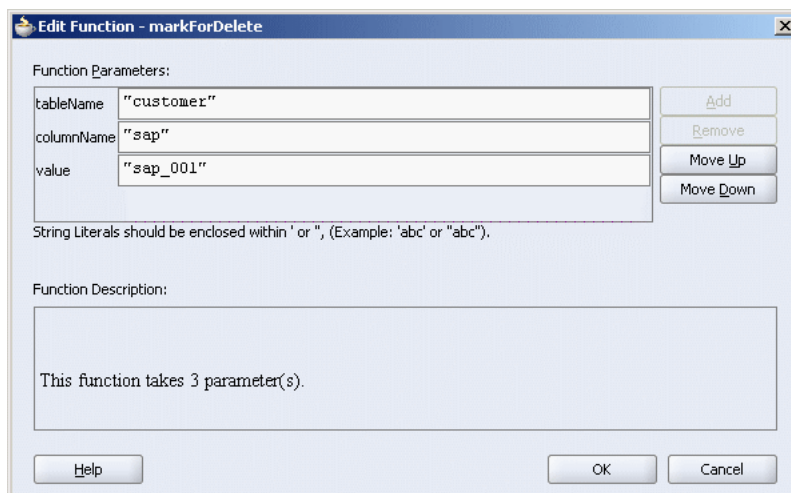 Edit Function - markForDelete
Function Parameters:
tableName "customer"
columnName "sap"
value "sap_001"
Add
Remove
Move Up
Move Down
String Literals should be enclosed within ' or ", (Example: 'abc' or "abc").
Function Description:
This function takes 3 parameter(s).
Help OK Cancel